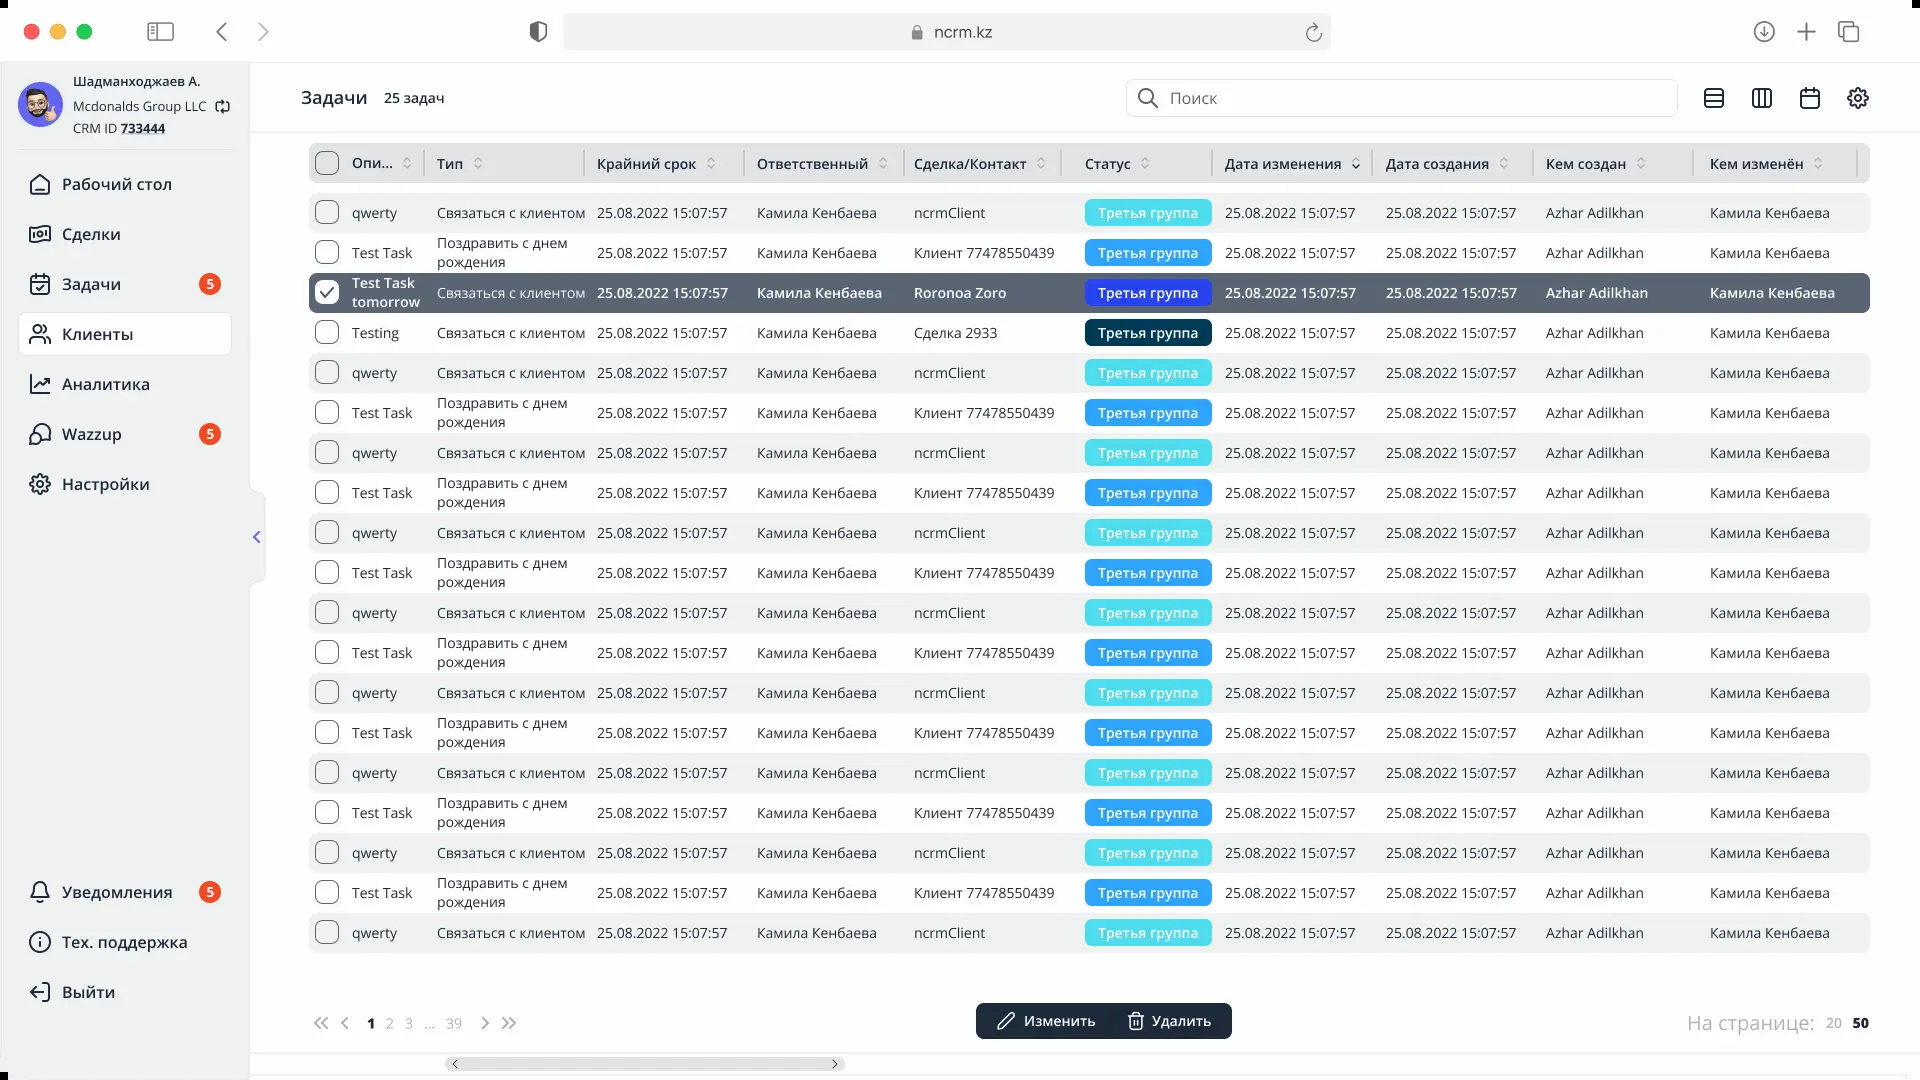 ncrm.kz
Шадманходжаев А.
Mcdonalds Group LLC
CRM ID 733444
Рабочий стол
Сделки
Задачи 5
Клиенты
Аналитика
Wazzup 5
Настройки
Уведомления 5
Тех. поддержка
Выйти
Задачи 25 задач
Поиск
Опи... Тип Крайний срок Ответственный Сделка/Контакт Статус Дата изменения Дата создания Кем создан Кем изменён
qwerty Связаться с клиентом 25.08.2022 15:07:57 Камила Кенбаева ncrmClient Третья группа 25.08.2022 15:07:57 25.08.2022 15:07:57 Azhar Adilkhan Камила Кенбаева
Test Task Поздравить с днем рождения 25.08.2022 15:07:57 Камила Кенбаева Клиент 77478550439 Третья группа 25.08.2022 15:07:57 25.08.2022 15:07:57 Azhar Adilkhan Камила Кенбаева
Test Task tomorrow Связаться с клиентом 25.08.2022 15:07:57 Камила Кенбаева Roronoa Zoro Третья группа 25.08.2022 15:07:57 25.08.2022 15:07:57 Azhar Adilkhan Камила Кенбаева
Testing Связаться с клиентом 25.08.2022 15:07:57 Камила Кенбаева Сделка 2933 Третья группа 25.08.2022 15:07:57 25.08.2022 15:07:57 Azhar Adilkhan Камила Кенбаева
qwerty Связаться с клиентом 25.08.2022 15:07:57 Камила Кенбаева ncrmClient Третья группа 25.08.2022 15:07:57 25.08.2022 15:07:57 Azhar Adilkhan Камила Кенбаева
Test Task Поздравить с днем рождения 25.08.2022 15:07:57 Камила Кенбаева Клиент 77478550439 Третья группа 25.08.2022 15:07:57 25.08.2022 15:07:57 Azhar Adilkhan Камила Кенбаева
qwerty Связаться с клиентом 25.08.2022 15:07:57 Камила Кенбаева ncrmClient Третья группа 25.08.2022 15:07:57 25.08.2022 15:07:57 Azhar Adilkhan Камила Кенбаева
Test Task Поздравить с днем рождения 25.08.2022 15:07:57 Камила Кенбаева Клиент 77478550439 Третья группа 25.08.2022 15:07:57 25.08.2022 15:07:57 Azhar Adilkhan Камила Кенбаева
qwerty Связаться с клиентом 25.08.2022 15:07:57 Камила Кенбаева ncrmClient Третья группа 25.08.2022 15:07:57 25.08.2022 15:07:57 Azhar Adilkhan Камила Кенбаева
Test Task Поздравить с днем рождения 25.08.2022 15:07:57 Камила Кенбаева Клиент 77478550439 Третья группа 25.08.2022 15:07:57 25.08.2022 15:07:57 Azhar Adilkhan Камила Кенбаева
qwerty Связаться с клиентом 25.08.2022 15:07:57 Камила Кенбаева ncrmClient Третья группа 25.08.2022 15:07:57 25.08.2022 15:07:57 Azhar Adilkhan Камила Кенбаева
Test Task Поздравить с днем рождения 25.08.2022 15:07:57 Камила Кенбаева Клиент 77478550439 Третья группа 25.08.2022 15:07:57 25.08.2022 15:07:57 Azhar Adilkhan Камила Кенбаева
qwerty Связаться с клиентом 25.08.2022 15:07:57 Камила Кенбаева ncrmClient Третья группа 25.08.2022 15:07:57 25.08.2022 15:07:57 Azhar Adilkhan Камила Кенбаева
Test Task Поздравить с днем рождения 25.08.2022 15:07:57 Камила Кенбаева Клиент 77478550439 Третья группа 25.08.2022 15:07:57 25.08.2022 15:07:57 Azhar Adilkhan Камила Кенбаева
qwerty Связаться с клиентом 25.08.2022 15:07:57 Камила Кенбаева ncrmClient Третья группа 25.08.2022 15:07:57 25.08.2022 15:07:57 Azhar Adilkhan Камила Кенбаева
Test Task Поздравить с днем рождения 25.08.2022 15:07:57 Камила Кенбаева Клиент 77478550439 Третья группа 25.08.2022 15:07:57 25.08.2022 15:07:57 Azhar Adilkhan Камила Кенбаева
qwerty Связаться с клиентом 25.08.2022 15:07:57 Камила Кенбаева ncrmClient Третья группа 25.08.2022 15:07:57 25.08.2022 15:07:57 Azhar Adilkhan Камила Кенбаева
Test Task Поздравить с днем рождения 25.08.2022 15:07:57 Камила Кенбаева Клиент 77478550439 Третья группа 25.08.2022 15:07:57 25.08.2022 15:07:57 Azhar Adilkhan Камила Кенбаева
qwerty Связаться с клиентом 25.08.2022 15:07:57 Камила Кенбаева ncrmClient Третья группа 25.08.2022 15:07:57 25.08.2022 15:07:57 Azhar Adilkhan Камила Кенбаева
1 2 3 ... 39
Изменить Удалить
На странице: 20 50